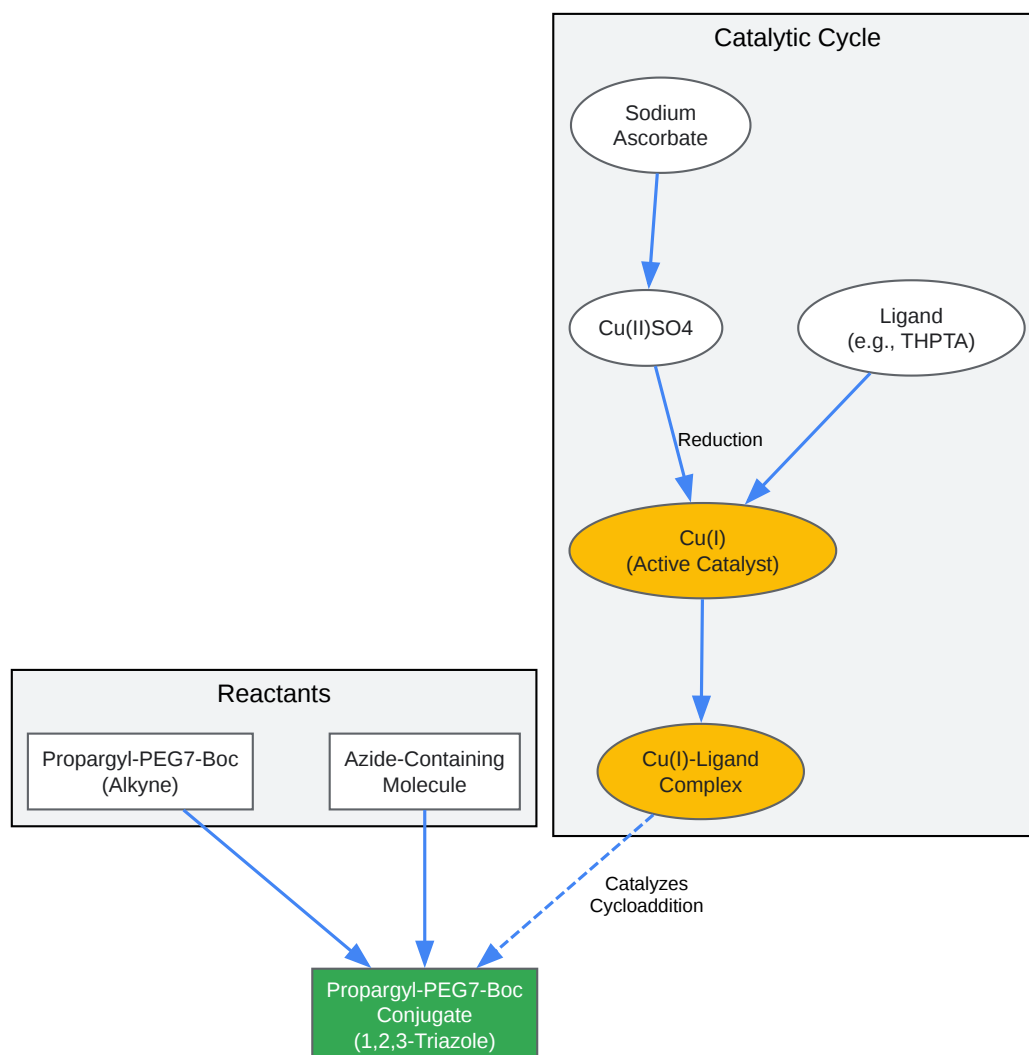 Catalytic Cycle
Sodium
Ascorbate
Cu(II)SO4
Ligand
(e.g., THPTA)
Reduction
Cu(I)
(Active Catalyst)
Reactants
Propargyl-PEG7-Boc
(Alkyne)
Azide-Containing
Molecule
Cu(I)-Ligand
Complex
Catalyzes
Cycloaddition
Propargyl-PEG7-Boc
Conjugate
(1,2,3-Triazole)